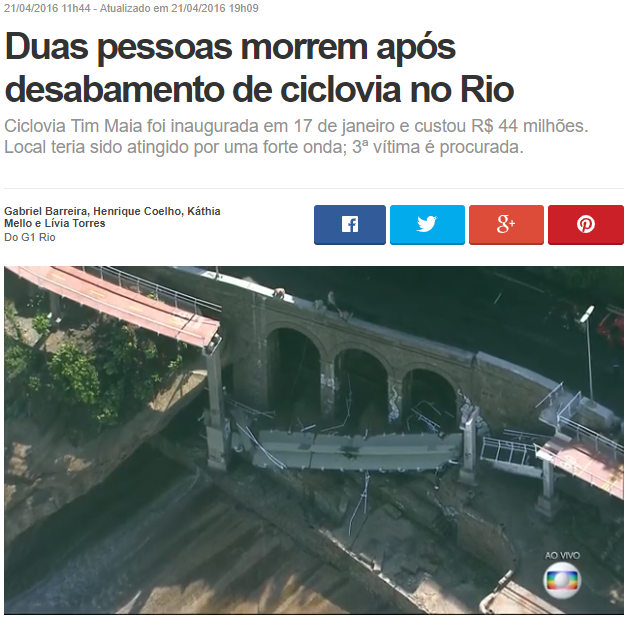 21/04/2016 11h44 - Atualizado em 21/04/2016 19h09
Duas pessoas morrem após
desabamento de ciclovia no Rio
Ciclovia Tim Maia foi inaugurada em 17 de janeiro e custou R$ 44 milhões.
Local teria sido atingido por uma forte onda; 3ª vítima é procurada.
Gabriel Barreira, Henrique Coelho, Káthia
Mello e Lívia Torres
Do G1 Rio
AO VIVO